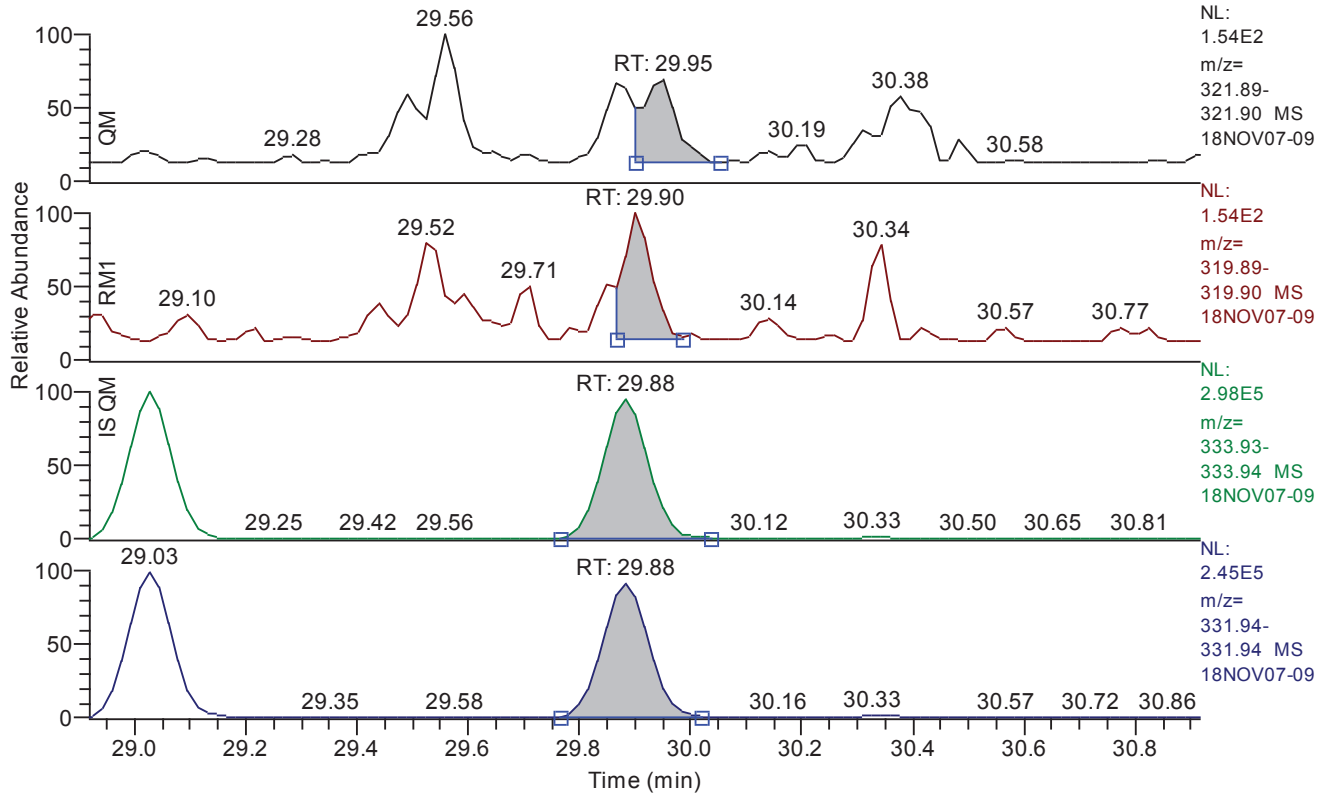 29.56
NL:
1.54E2
m/z=
321.89-
321.90 MS
18NOV07-09
100
RT: 29.95
30.38
50
QM
29.28
30.19
30.58
0
RT: 29.90
NL:
1.54E2
m/z=
319.89-
319.90 MS
18NOV07-09
100
29.52
30.34
29.71
50
RM1
29.10
30.14
30.57
30.77
0
Relative Abundance
RT: 29.88
NL:
2.98E5
m/z=
333.93-
333.94 MS
18NOV07-09
100
IS QM
50
29.25
29.42
29.56
30.12
30.33
30.50
30.65
30.81
0
29.03
RT: 29.88
NL:
2.45E5
m/z=
331.94-
331.94 MS
18NOV07-09
100
50
29.35
29.58
30.16
30.33
30.57
30.72
30.86
0
29.0
29.2
29.4
29.6
29.8
30.0
30.2
30.4
30.6
30.8
Time (min)